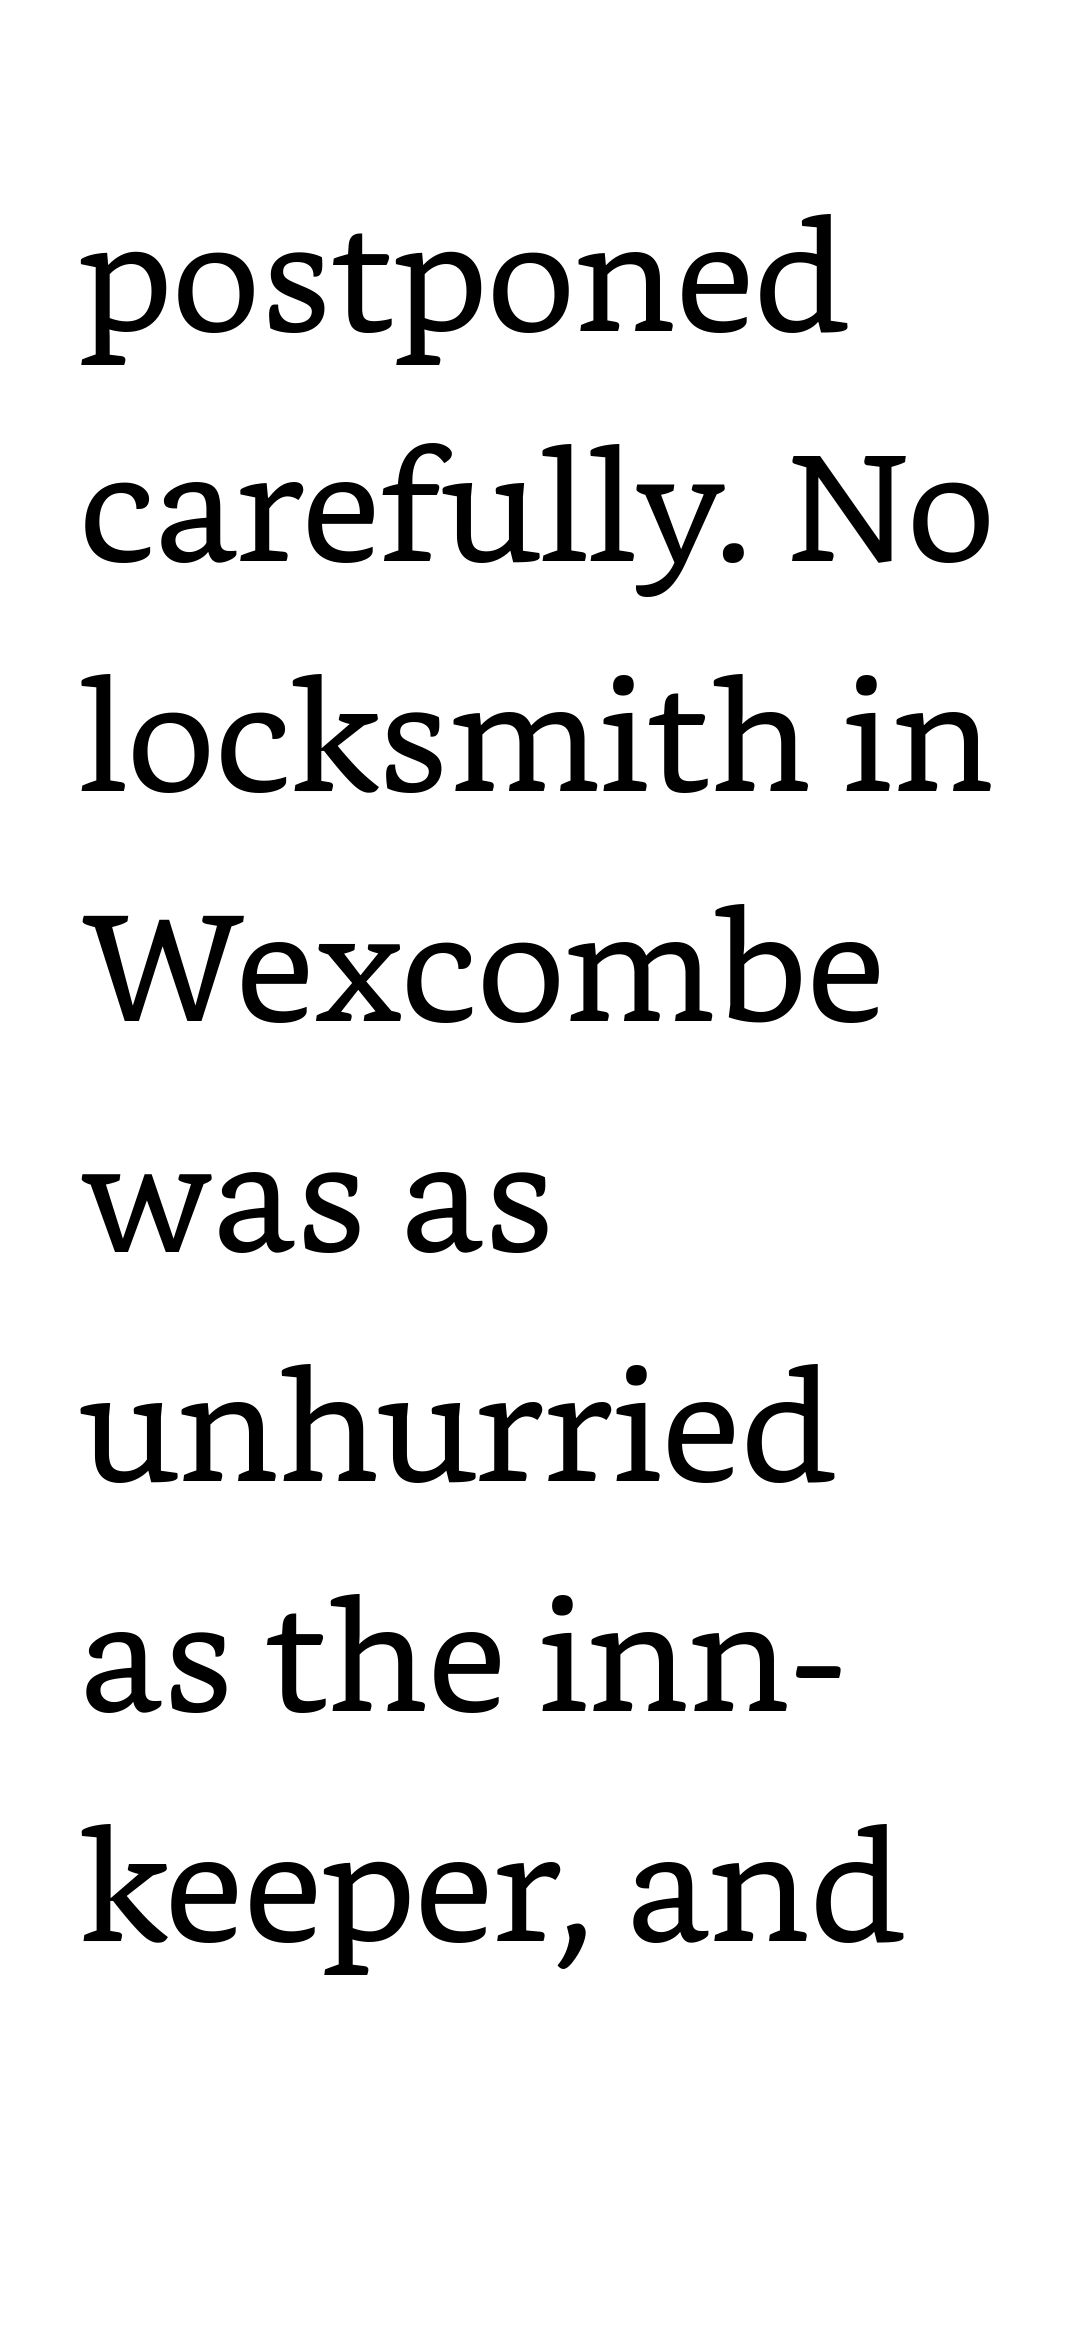 postponed
carefully. No
locksmith in
Wexcombe
was as
unhurried
as the inn-
keeper, and